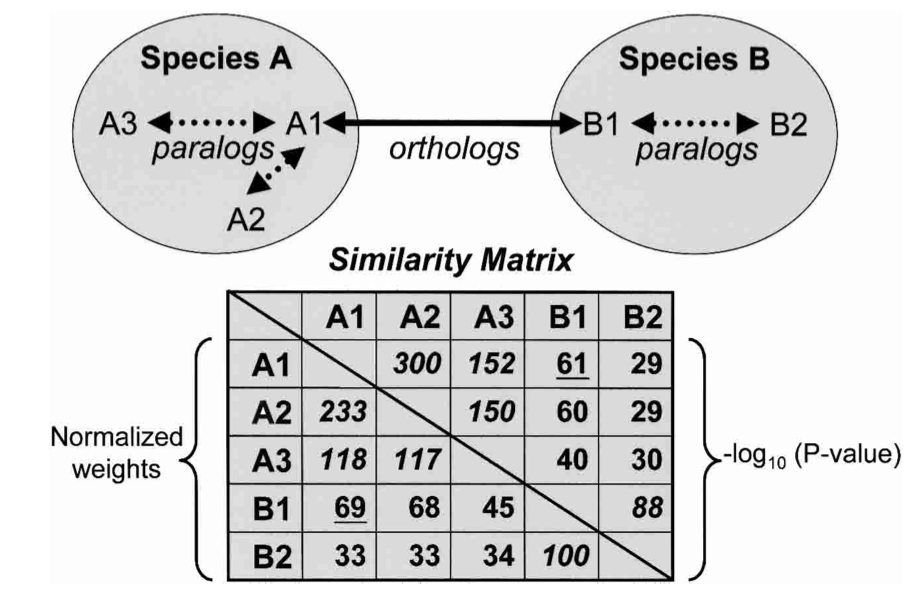 Species A Species B
A3 A1 B1 B2
paralogs orthologs paralogs
A2
Similarity Matrix
A1 A2 A3 B1 B2
A1 300 152 61 29
A2 233 150 60 29
A3 118 117 40 30
B1 69 68 45 88
B2 33 33 34 100
Normalized
weights
-log10 (P-value)